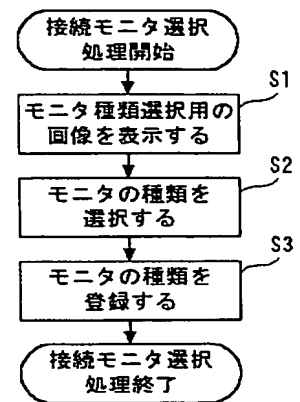 接続モニタ選択
処理開始
S1
モニタ種類選択用の
画像を表示する
S2
モニタの種類を
選択する
S3
モニタの種類を
登録する
接続モニタ選択
処理終了